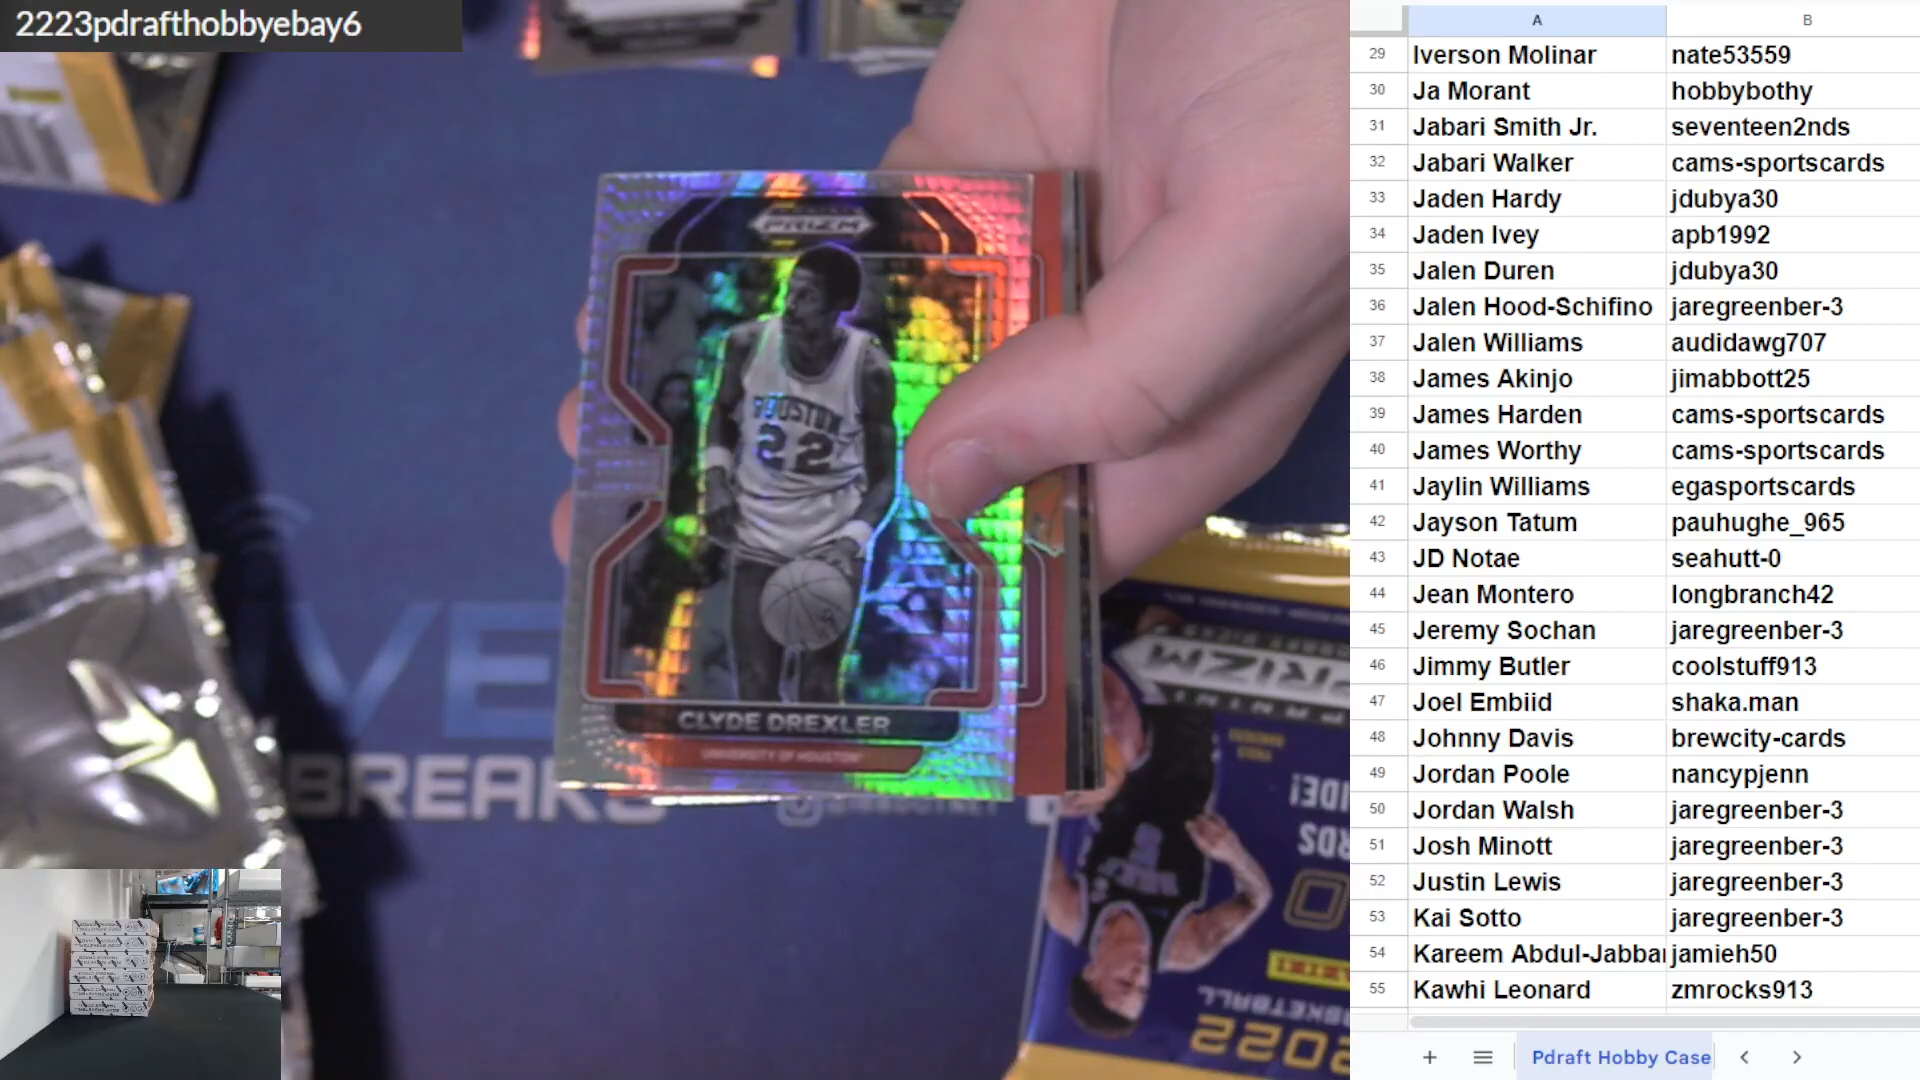 2223pdrafthobbyebay6
PRIZM
HOUSTON
22
CLYDE DREXLER
UNIVERSITY OF HOUSTON
BREAKS
PRIZM
2022
A B
29 Iverson Molinar nate53559
30 Ja Morant hobbybothy
31 Jabari Smith Jr. seventeen2nds
32 Jabari Walker cams-sportscards
33 Jaden Hardy jdubya30
34 Jaden Ivey apb1992
35 Jalen Duren jdubya30
36 Jalen Hood-Schifino jaregreenber-3
37 Jalen Williams audidawg707
38 James Akinjo jimabbott25
39 James Harden cams-sportscards
40 James Worthy cams-sportscards
41 Jaylin Williams egasportscards
42 Jayson Tatum pauhughe_965
43 JD Notae seahutt-0
44 Jean Montero longbranch42
45 Jeremy Sochan jaregreenber-3
46 Jimmy Butler coolstuff913
47 Joel Embiid shaka.man
48 Johnny Davis brewcity-cards
49 Jordan Poole nancypjenn
50 Jordan Walsh jaregreenber-3
51 Josh Minott jaregreenber-3
52 Justin Lewis jaregreenber-3
53 Kai Sotto jaregreenber-3
54 Kareem Abdul-Jabbar jamieh50
55 Kawhi Leonard zmrocks913
Pdraft Hobby Case